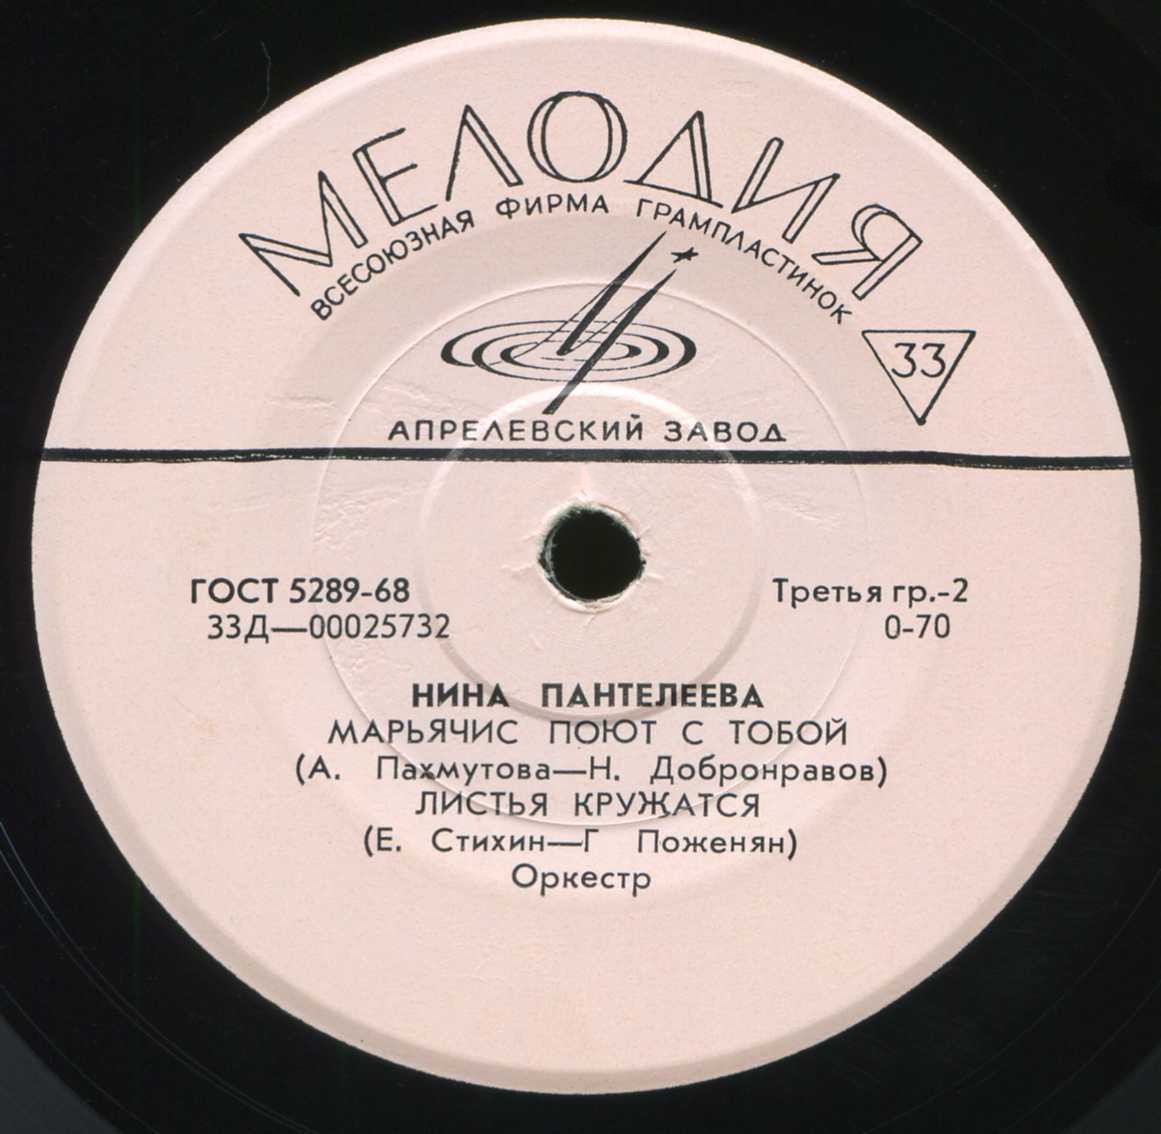 МЕЛОДИЯ
ВСЕСОЮЗНАЯ ФИРМА ГРАМПЛАСТИНОК
33
АПРЕЛЕВСКИЙ ЗАВОД
ГОСТ 5289-68
Третья гр.-2
33Д—00025732
0-70
НИНА ПАНТЕЛЕЕВА
МАРЬЯЧИС ПОЮТ С ТОБОЙ
(А. Пахмутова—Н. Добронравов)
ЛИСТЬЯ КРУЖАТСЯ
(Е. Стихин—Г Поженян)
Оркестр